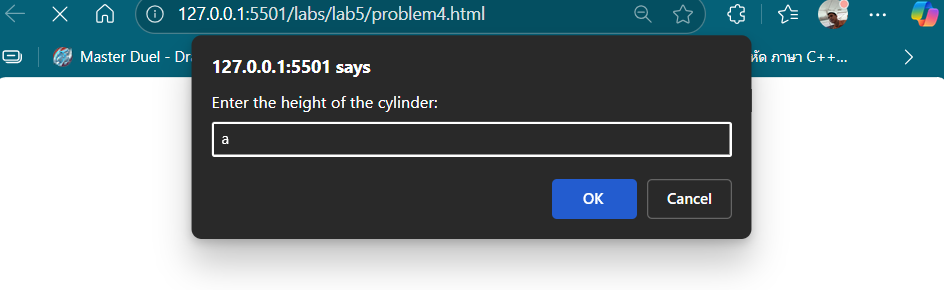 127.0.0.1:5501/labs/lab5/problem4.html
Master Duel - Dr
หัด ภาษา C++...
127.0.0.1:5501 says
Enter the height of the cylinder:
a
OK
Cancel